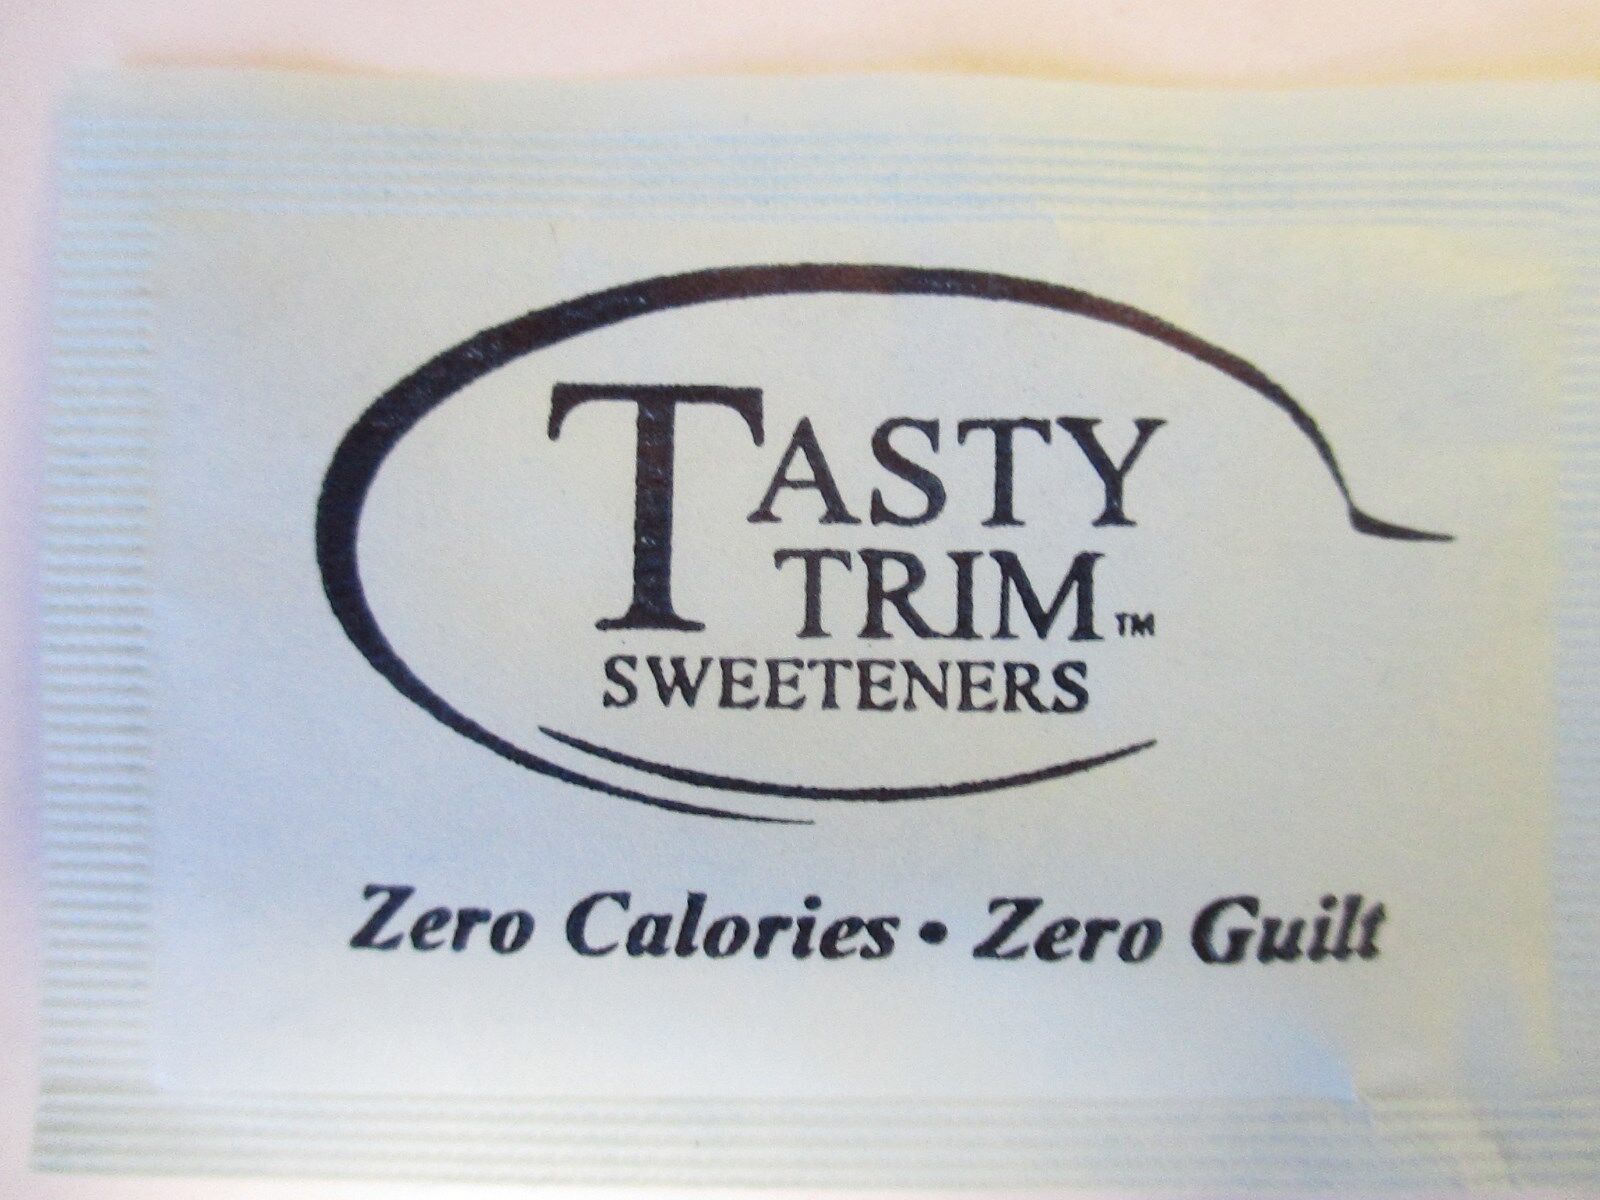 TASTY
TRIM™
SWEETENERS
Zero Calories • Zero Guilt